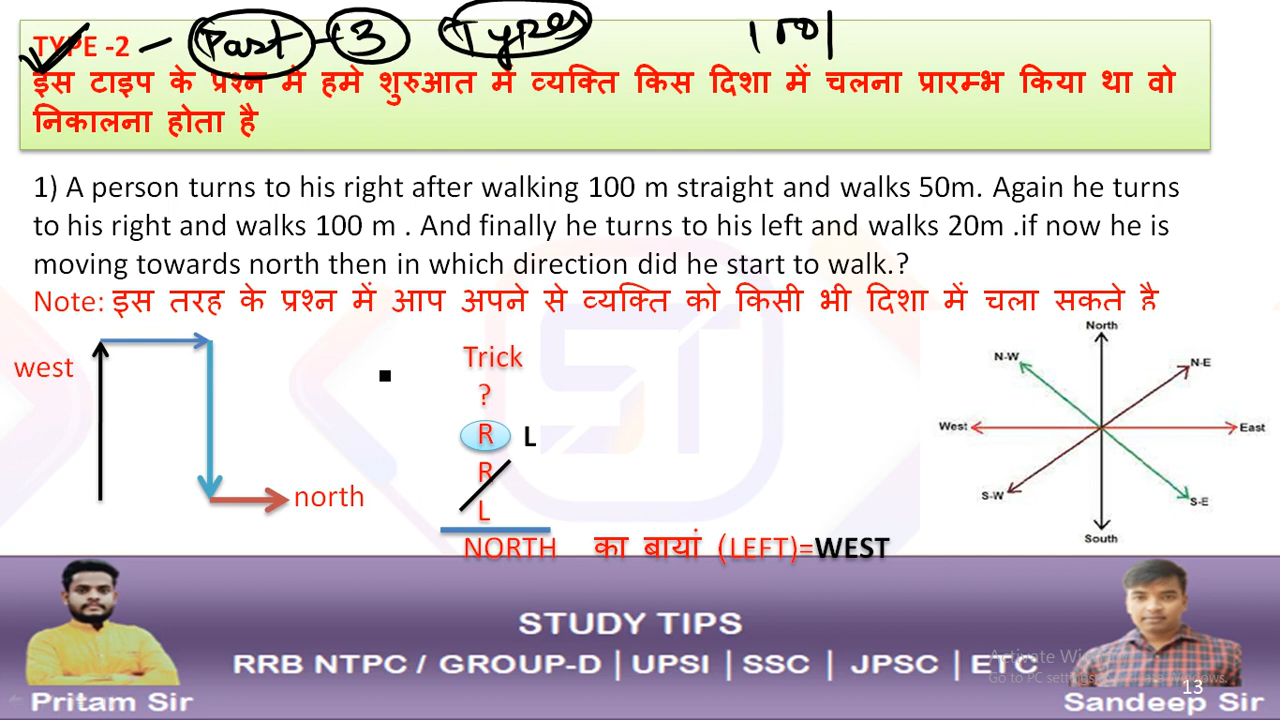 TYPE -2 – Part -3 Types 1001
इस टाइप के प्रश्न में हमे शुरुआत में व्यक्ति किस दिशा में चलना प्रारम्भ किया था वो
निकालना होता है
1) A person turns to his right after walking 100 m straight and walks 50m. Again he turns
to his right and walks 100 m . And finally he turns to his left and walks 20m .if now he is
moving towards north then in which direction did he start to walk.?
Note: इस तरह के प्रश्न में आप अपने से व्यक्ति को किसी भी दिशा में चला सकते है
west
north
Trick
?
R L
R
L
NORTH का बायां (LEFT)=WEST
North
N-W N-E
West East
S-W S-E
South
STUDY TIPS
RRB NTPC / GROUP-D | UPSI | SSC | JPSC | ETC
Pritam Sir
Sandeep Sir
13